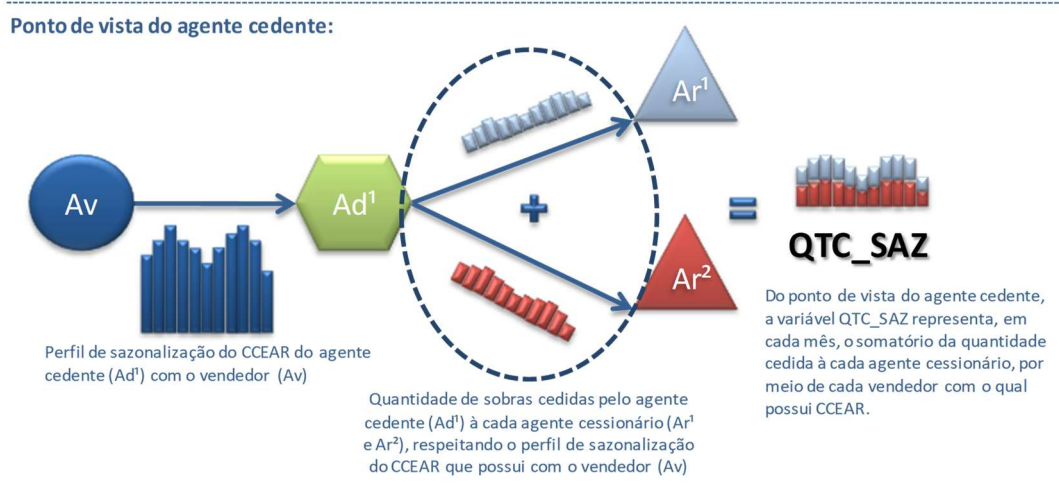 Ponto de vista do agente cedente:
Av
Ad¹
Ar¹
Ar²
QTC_SAZ
Perfil de sazonalização do CCEAR do agente
cedente (Ad¹) com o vendedor (Av)
Quantidade de sobras cedidas pelo agente
cedente (Ad¹) à cada agente cessionário (Ar¹
e Ar²), respeitando o perfil de sazonalização
do CCEAR que possui com o vendedor (Av)
Do ponto de vista do agente cedente,
a variável QTC_SAZ representa, em
cada mês, o somatório da quantidade
cedida à cada agente cessionário, por
meio de cada vendedor com o qual
possui CCEAR.